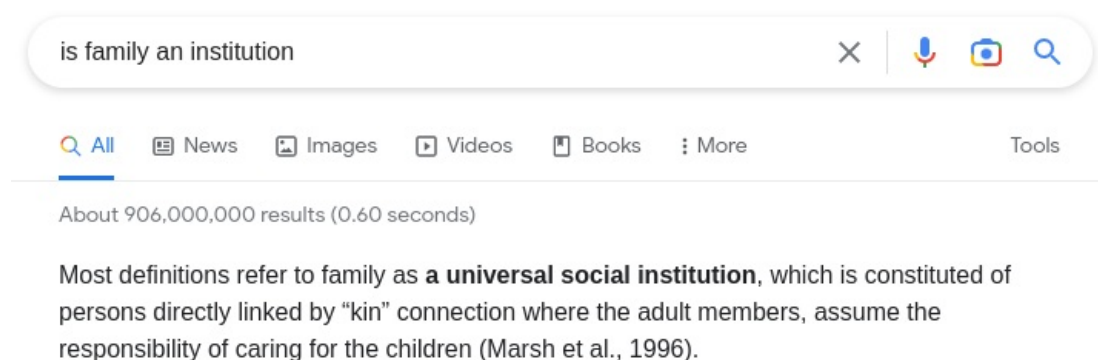 is family an institution
All News Images Videos Books More Tools
About 906,000,000 results (0.60 seconds)
Most definitions refer to family as a universal social institution, which is constituted of
persons directly linked by “kin” connection where the adult members, assume the
responsibility of caring for the children (Marsh et al., 1996).